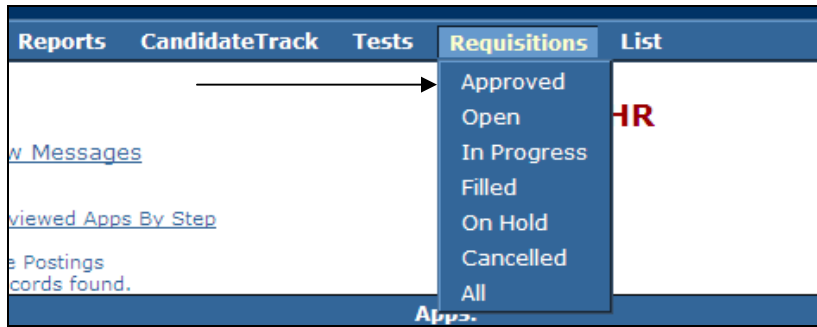 Reports CandidateTrack Tests Requisitions List
Approved
Open
HR
In Progress
w Messages
Filled
viewed Apps By Step
On Hold
Cancelled
e Postings
cords found.
All
Apps.